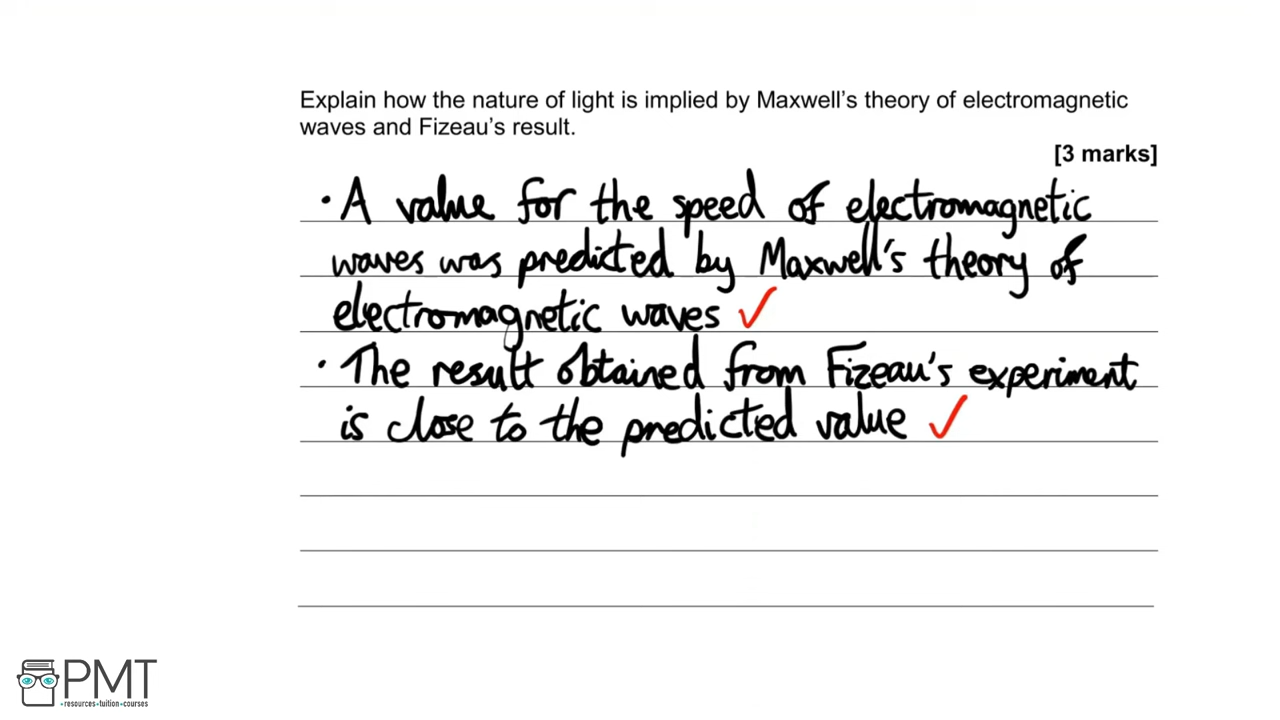 Explain how the nature of light is implied by Maxwell's theory of electromagnetic
waves and Fizeau's result.
[3 marks]
· A value for the speed of electromagnetic
waves was predicted by Maxwell's theory of
electromagnetic waves ✓
· The result obtained from Fizeau's experiment
is close to the predicted value ✓
PMT
•resources•tuition•courses